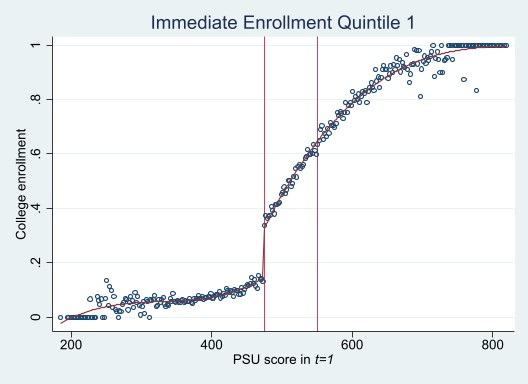 Immediate Enrollment Quintile 1
College enrollment
1
.8
.6
.4
.2
0
200 400 600 800
PSU score in t=1